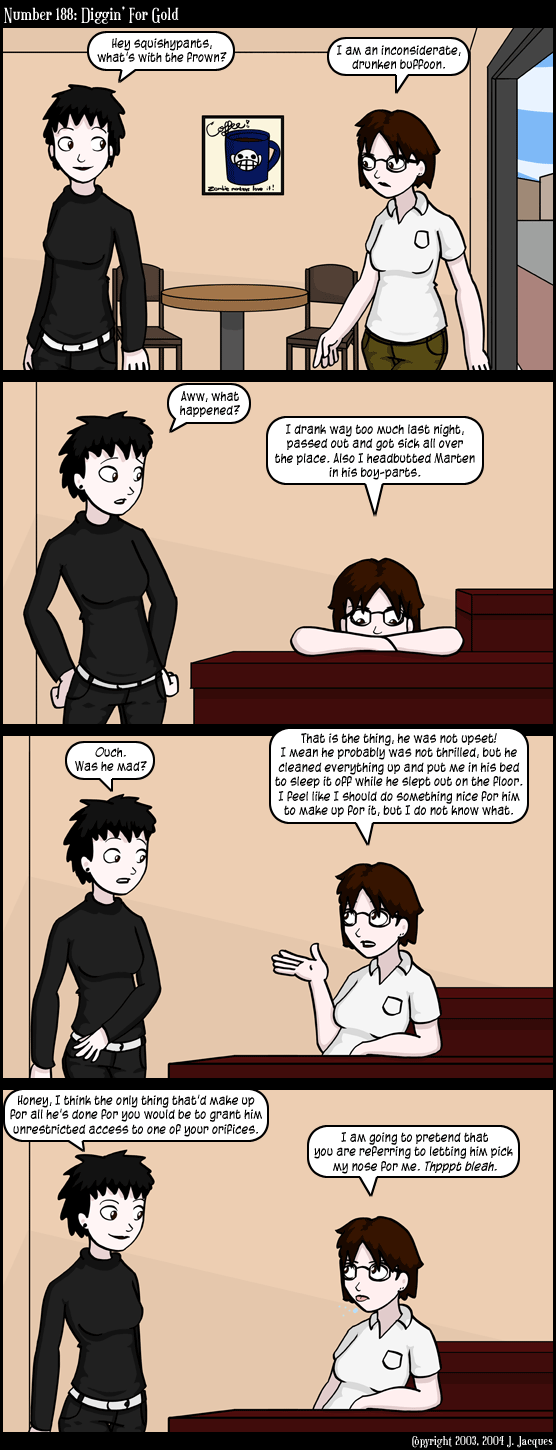 Number 188: Diggin' For Gold
Hey squishypants,
what's with the frown?
I am an inconsiderate,
drunken buffoon.
Coffee!
Zombie monkeys love it!
Aww, what
happened?
I drank way too much last night,
passed out and got sick all over
the place. Also I headbutted Marten
in his boy-parts.
Ouch.
Was he mad?
That is the thing, he was not upset!
I mean he probably was not thrilled, but he
cleaned everything up and put me in his bed
to sleep it off while he slept out on the floor.
I feel like I should do something nice for him
to make up for it, but I do not know what.
Honey, I think the only thing that'd make up
for all he's done for you would be to grant him
unrestricted access to one of your orifices.
I am going to pretend that
you are referring to letting him pick
my nose for me. Thpppt bleah.
Copyright 2003, 2004 J. Jacques